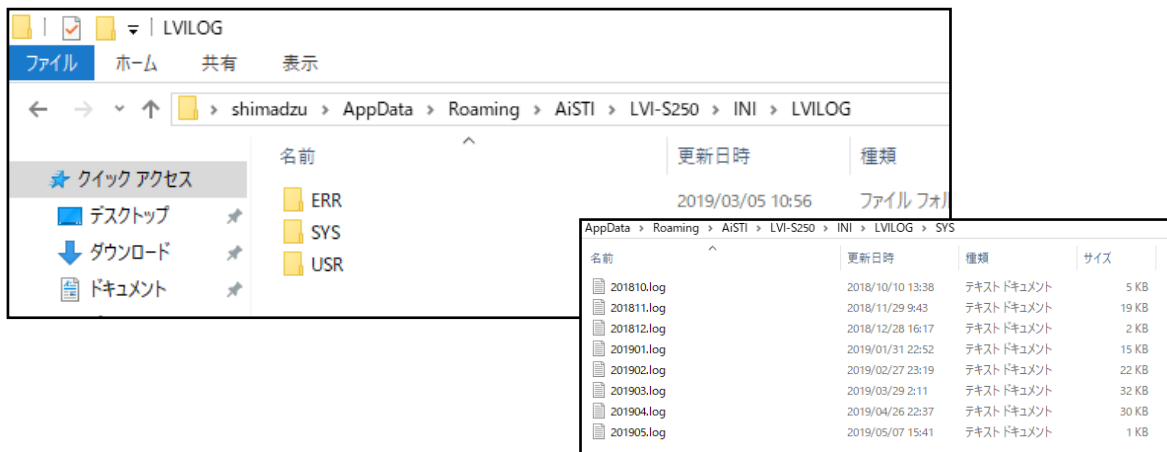 LVILOG
ファイル ホーム 共有 表示
shimadzu > AppData > Roaming > AiSTI > LVI-S250 > INI > LVILOG
名前 更新日時 種類
クイック アクセス
デスクトップ
ダウンロード
ドキュメント
ERR 2019/03/05 10:56 ファイル フォル
SYS
USR
AppData > Roaming > AiSTI > LVI-S250 > INI > LVILOG > SYS
名前 更新日時 種類 サイズ
201810.log 2018/10/10 13:38 テキスト ドキュメント 5 KB
201811.log 2018/11/29 9:43 テキスト ドキュメント 19 KB
201812.log 2018/12/28 16:17 テキスト ドキュメント 2 KB
201901.log 2019/01/31 22:52 テキスト ドキュメント 15 KB
201902.log 2019/02/27 23:19 テキスト ドキュメント 22 KB
201903.log 2019/03/29 2:11 テキスト ドキュメント 32 KB
201904.log 2019/04/26 22:37 テキスト ドキュメント 30 KB
201905.log 2019/05/07 15:41 テキスト ドキュメント 1 KB